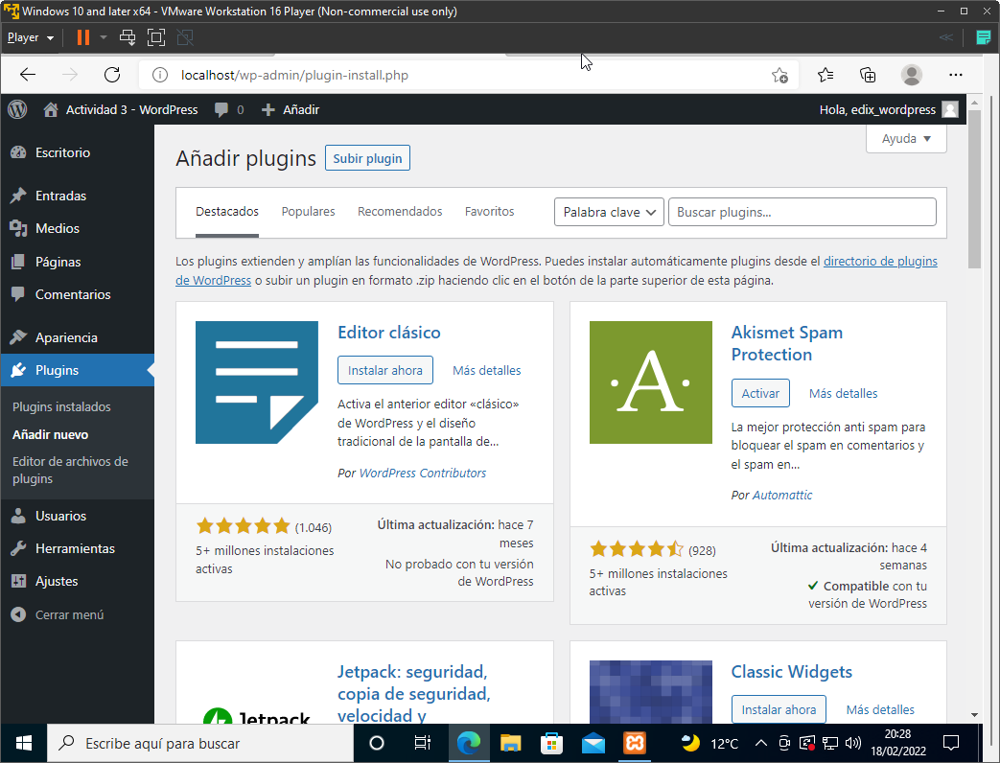 Windows 10 and later x64 - VMware Workstation 16 Player (Non-commercial use only)
Player
localhost/wp-admin/plugin-install.php
Actividad 3 - WordPress 0 Añadir Hola, edix_wordpress
Escritorio
Entradas
Medios
Páginas
Comentarios
Apariencia
Plugins
Plugins instalados
Añadir nuevo
Editor de archivos de
plugins
Usuarios
Herramientas
Ajustes
Cerrar menú
Ayuda
Añadir plugins Subir plugin
Destacados Populares Recomendados Favoritos Palabra clave Buscar plugins...
Los plugins extienden y amplían las funcionalidades de WordPress. Puedes instalar automáticamente plugins desde el directorio de plugins
de WordPress o subir un plugin en formato .zip haciendo clic en el botón de la parte superior de esta página.
Editor clásico
Instalar ahora Más detalles
Activa el anterior editor «clásico»
de WordPress y el diseño
tradicional de la pantalla de...
Por WordPress Contributors
(1.046)
5+ millones instalaciones
activas
Última actualización: hace 7
meses
No probado con tu versión
de WordPress
·A·
Akismet Spam
Protection
Activar Más detalles
La mejor protección anti spam para
bloquear el spam en comentarios y
el spam en...
Por Automattic
(928)
5+ millones instalaciones
activas
Última actualización: hace 4
semanas
Compatible con tu
versión de WordPress
Jetpack
Jetpack: seguridad,
copia de seguridad,
velocidad y
Classic Widgets
Instalar ahora Más detalles
Escribe aquí para buscar
12°C
20:28
18/02/2022